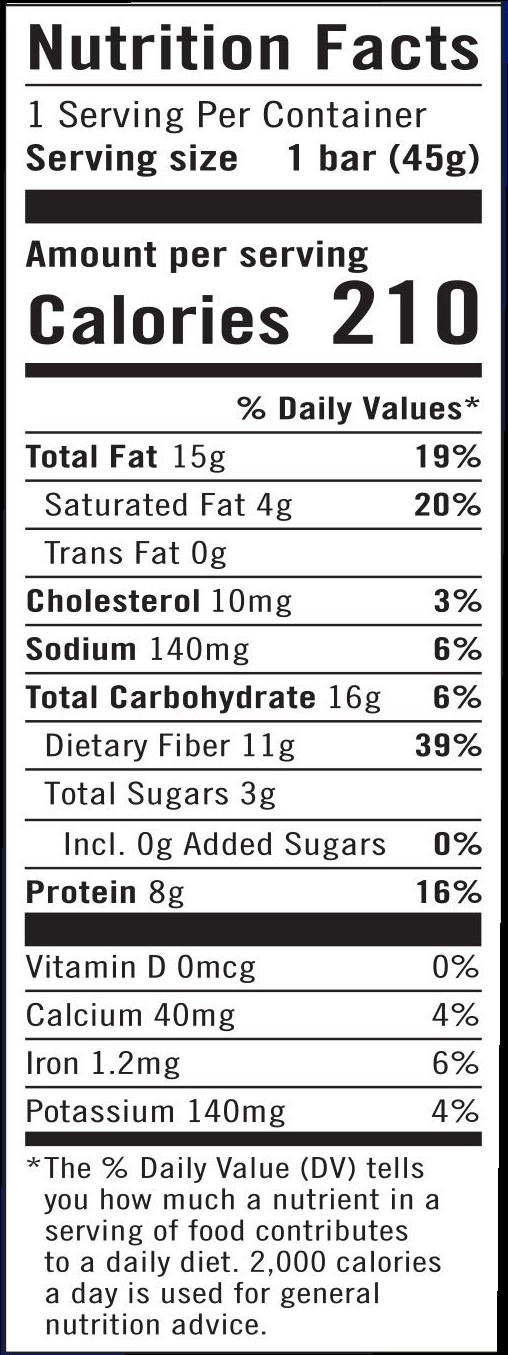 Nutrition Facts
1 Serving Per Container
Serving size 1 bar (45g)
Amount per serving
Calories 210
% Daily Values*
Total Fat 15g 19%
Saturated Fat 4g 20%
Trans Fat 0g
Cholesterol 10mg 3%
Sodium 140mg 6%
Total Carbohydrate 16g 6%
Dietary Fiber 11g 39%
Total Sugars 3g
Incl. 0g Added Sugars 0%
Protein 8g 16%
Vitamin D 0mcg 0%
Calcium 40mg 4%
Iron 1.2mg 6%
Potassium 140mg 4%
*The % Daily Value (DV) tells
you how much a nutrient in a
serving of food contributes
to a daily diet. 2,000 calories
a day is used for general
nutrition advice.